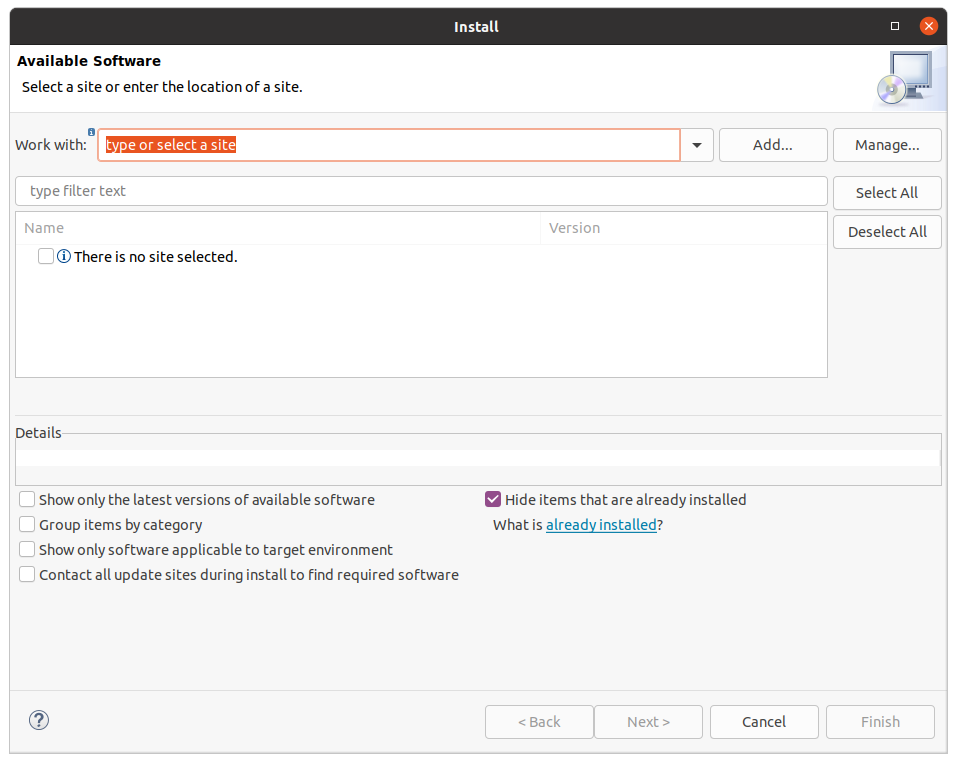 Install
Available Software
Select a site or enter the location of a site.
Work with: type or select a site Add... Manage...
type filter text Select All
Name Version Deselect All
There is no site selected.
Details
Show only the latest versions of available software Hide items that are already installed
Group items by category What is already installed?
Show only software applicable to target environment
Contact all update sites during install to find required software
? < Back Next > Cancel Finish